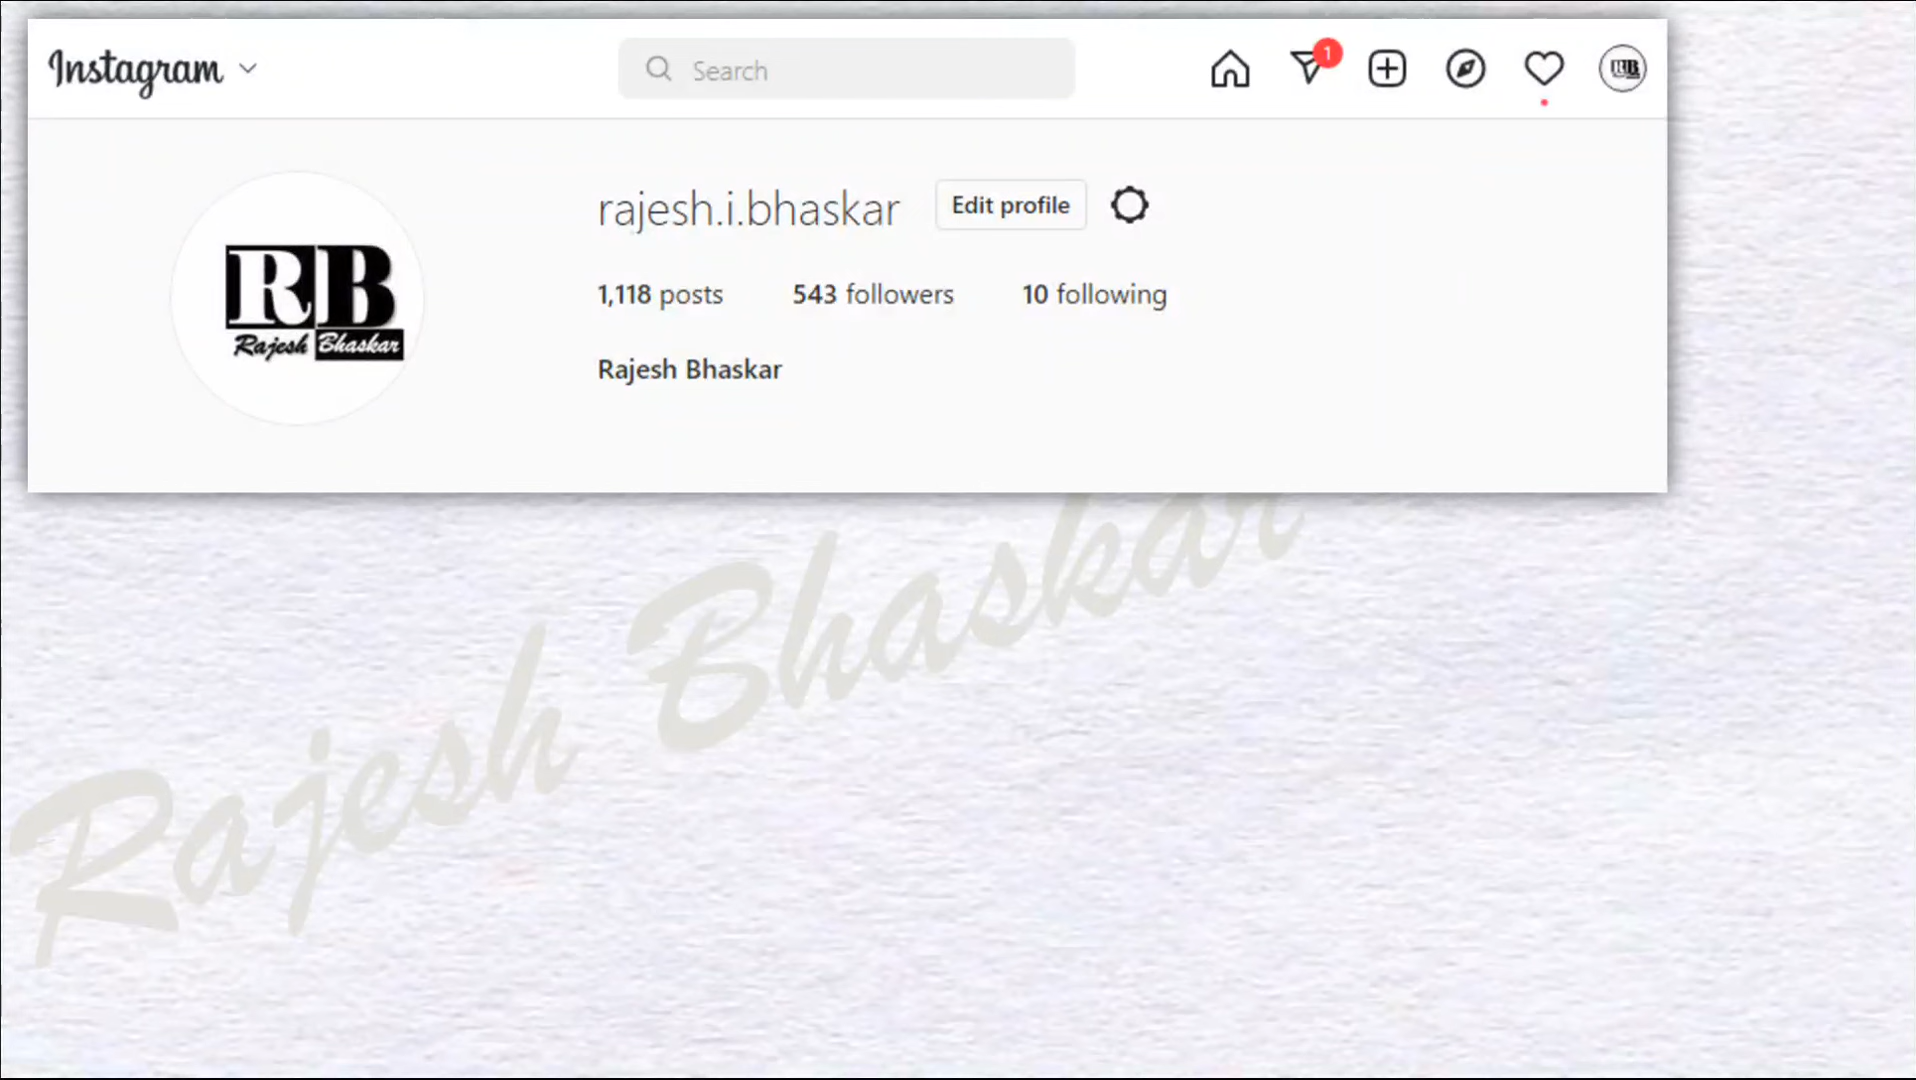 Instagram
Search
1
RB
rajesh.i.bhaskar Edit profile
RB
Rajesh Bhaskar
1,118 posts 543 followers 10 following
Rajesh Bhaskar
Rajesh Bhaskar